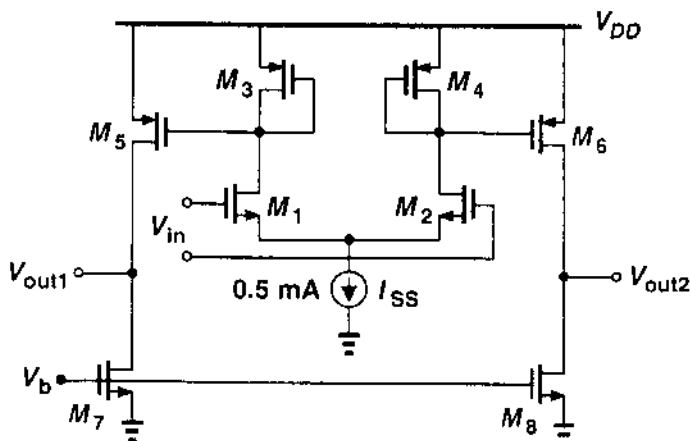 V_DD
M_3
M_4
M_5
M_6
M_1
M_2
V_in
V_out1
0.5 mA
I_SS
V_out2
V_b
M_7
M_8